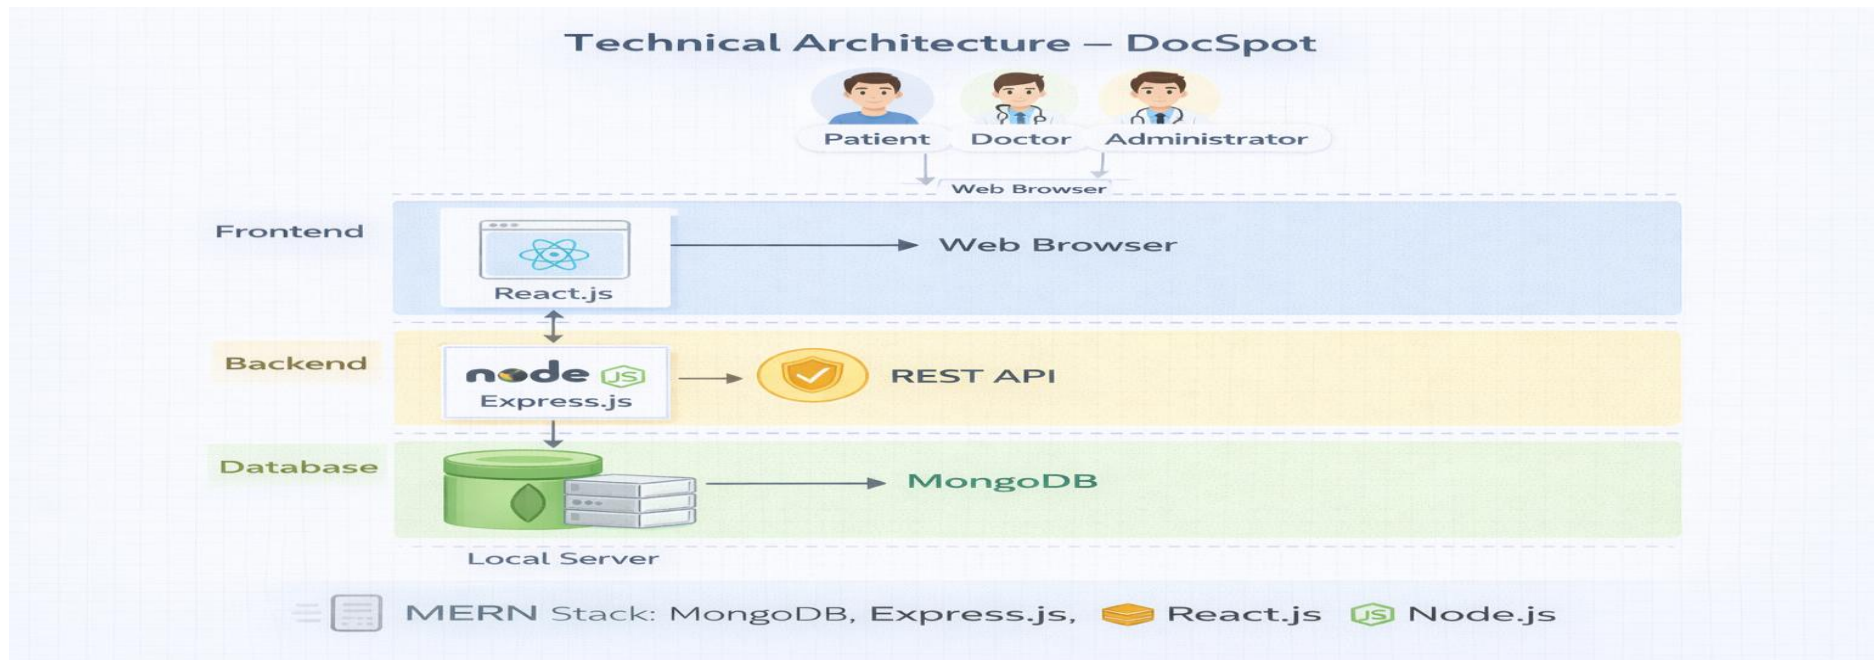 Technical Architecture – DocSpot
Patient Doctor Administrator
Web Browser
Frontend
Web Browser
React.js
Backend
node JS
Express.js
REST API
Database
MongoDB
Local Server
MERN Stack: MongoDB, Express.js, React.js JS Node.js